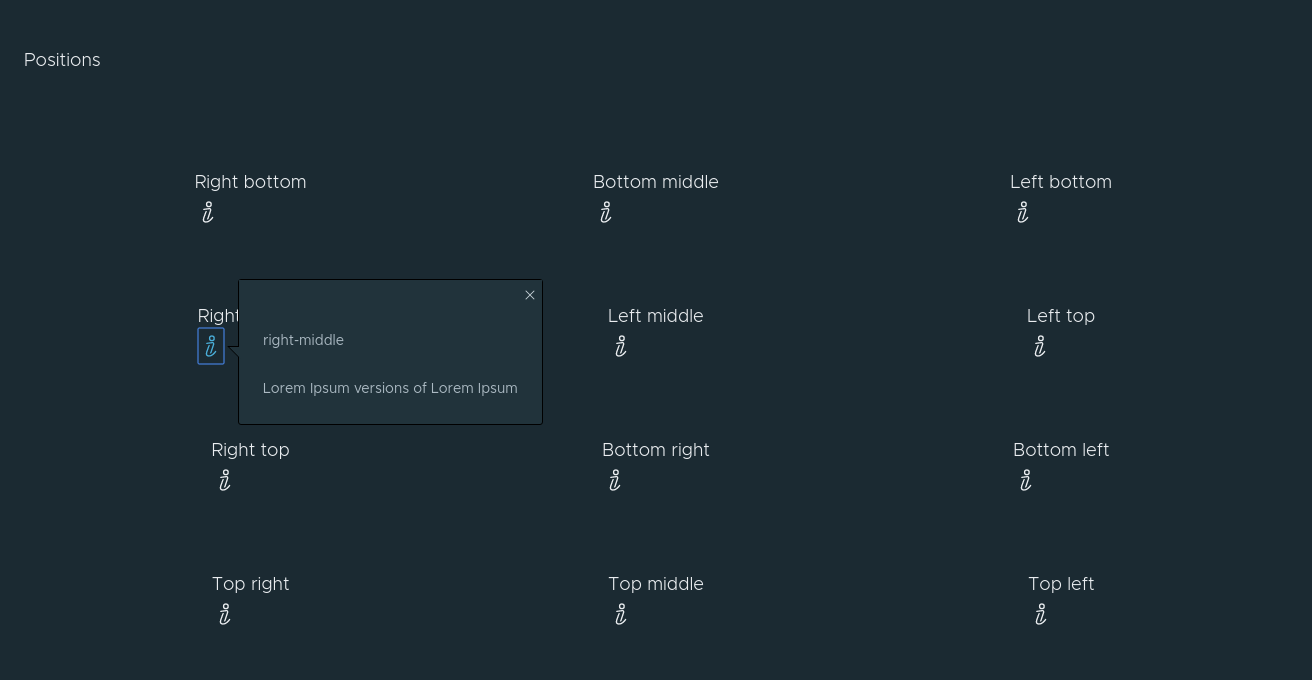 Positions
Right bottom
Bottom middle
Left bottom
Right
Left middle
Left top
right-middle
Lorem Ipsum versions of Lorem Ipsum
Right top
Bottom right
Bottom left
Top right
Top middle
Top left